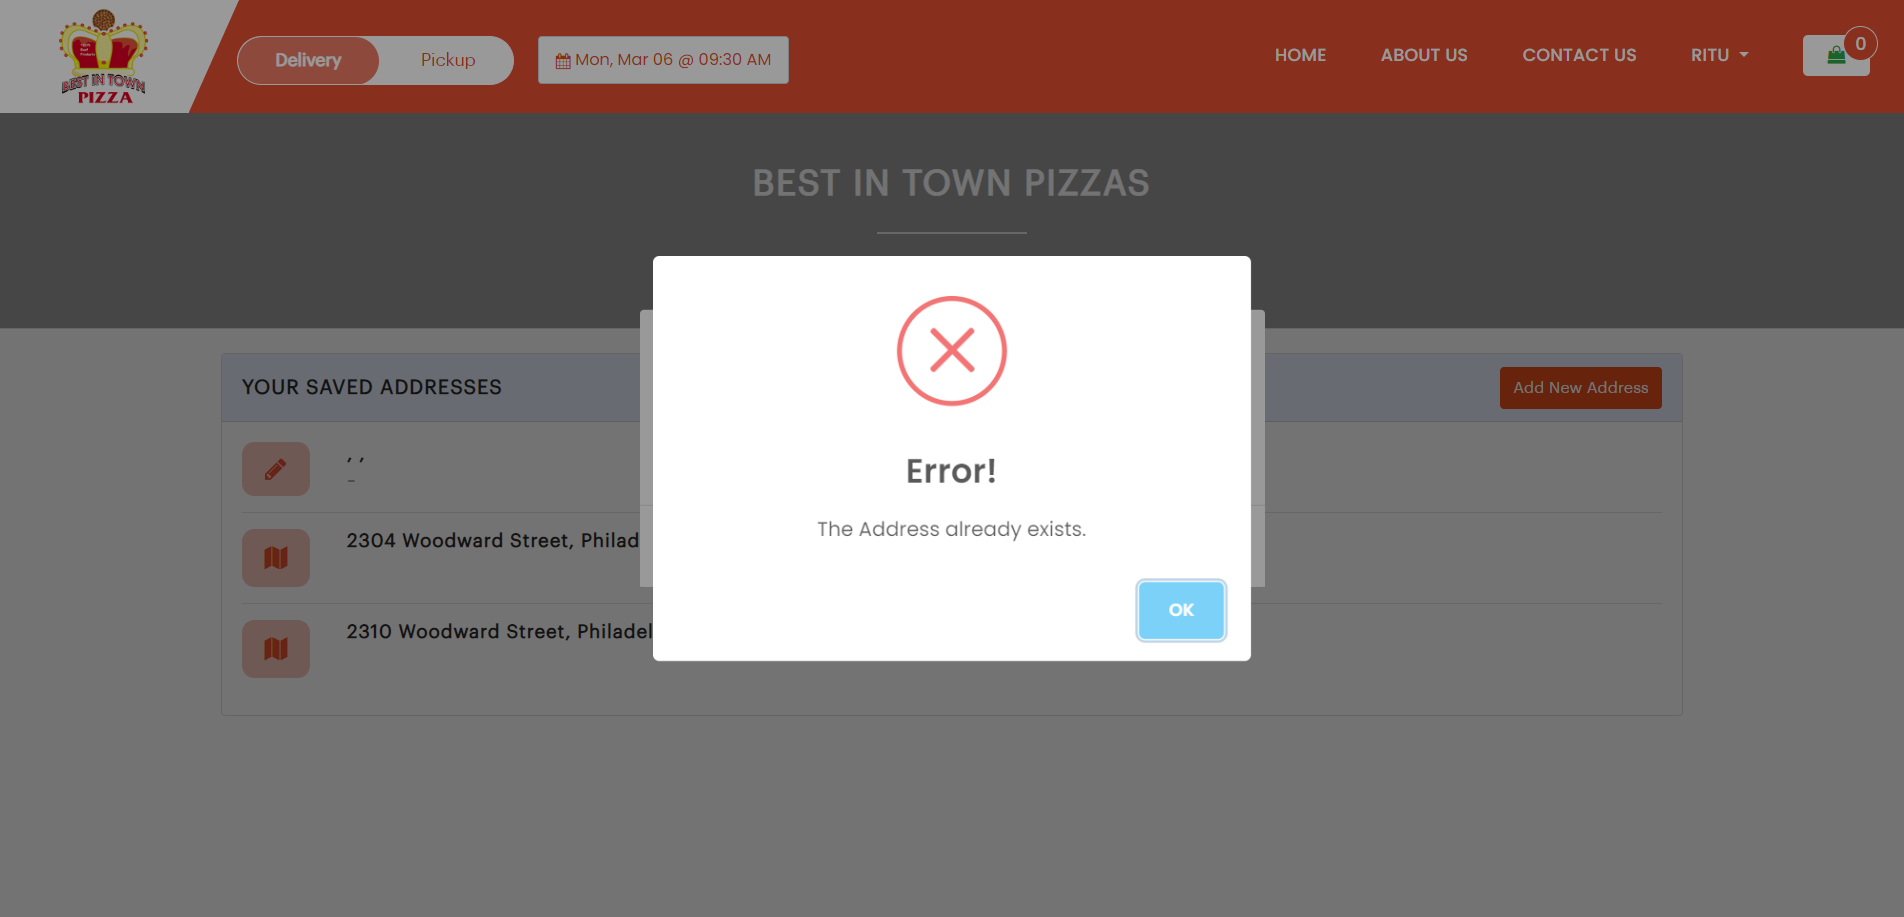 BEST IN TOWN
PIZZA
Delivery
Pickup
Mon, Mar 06 @ 09:30 AM
HOME
ABOUT US
CONTACT US
RITU
0
BEST IN TOWN PIZZAS
YOUR SAVED ADDRESSES
Add New Address
, ,
-
2304 Woodward Street, Philad
2310 Woodward Street, Philadel
Error!
The Address already exists.
OK